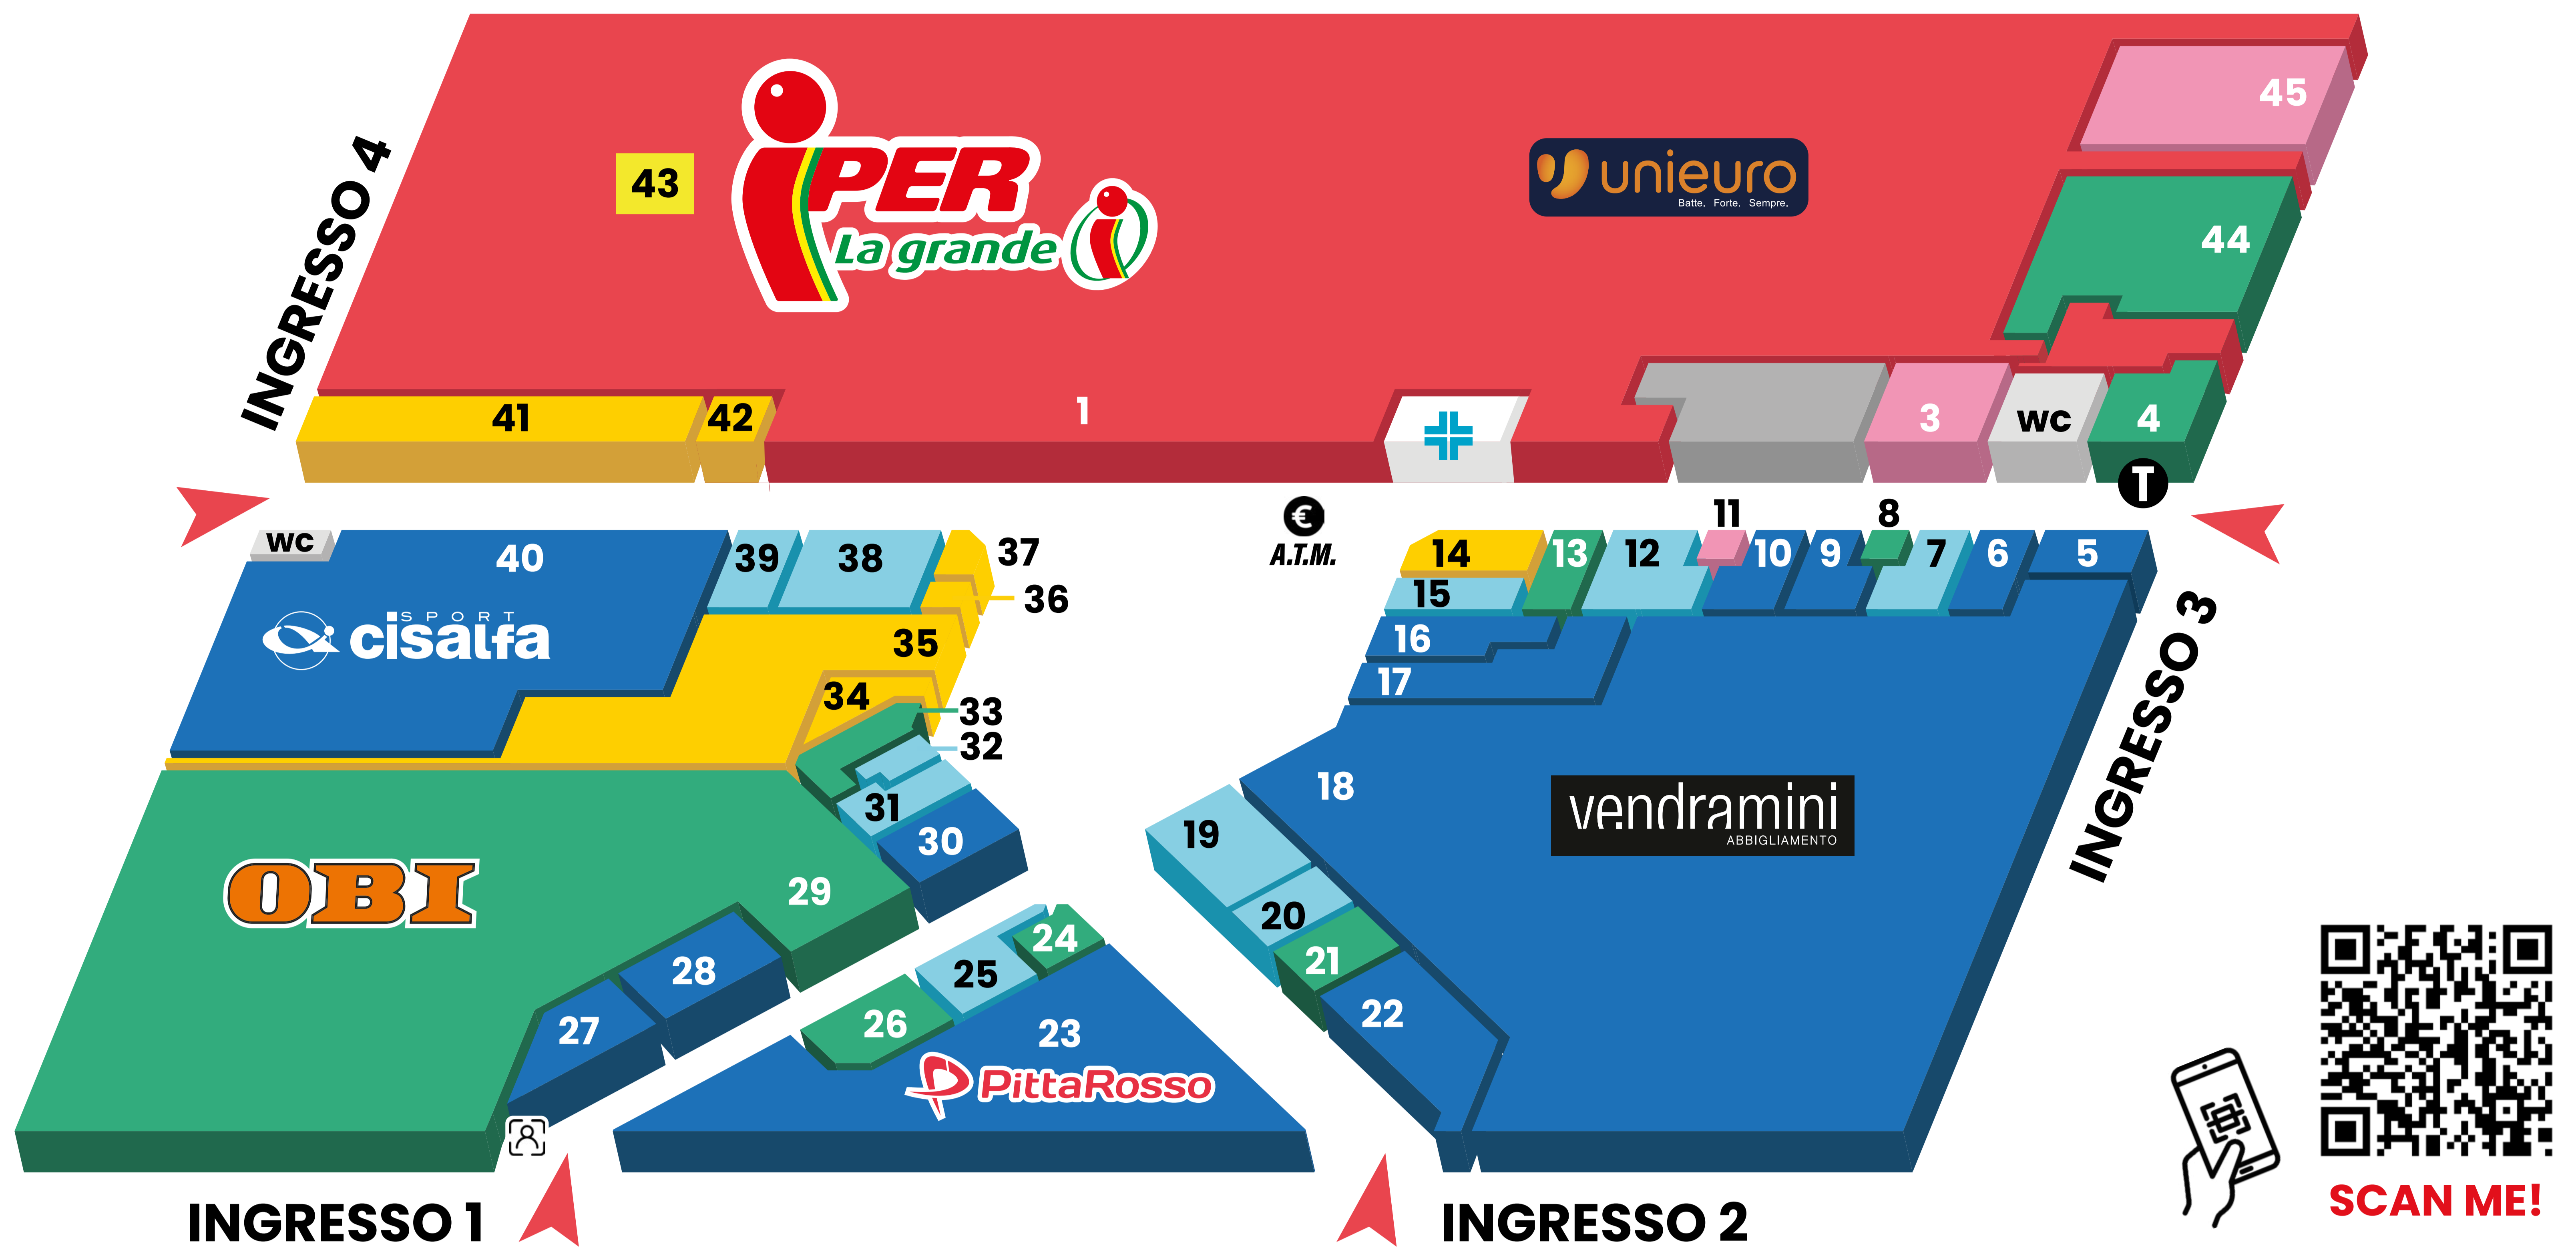 INGRESSO 4
43
iPER
La grande i
unieuro
Batte. Forte. Sempre.
45
44
41
42
1
3
WC
4
T
WC
40
SPORT
cisalfa
39
38
37
36
35
34
33
32
31
30
€
A.T.M.
14
13
12
11
10
9
8
7
6
5
15
16
17
18
vendramini
ABBIGLIAMENTO
INGRESSO 3
19
20
21
22
OBI
29
28
27
24
25
26
23
PittaRosso
INGRESSO 1
INGRESSO 2
SCAN ME!